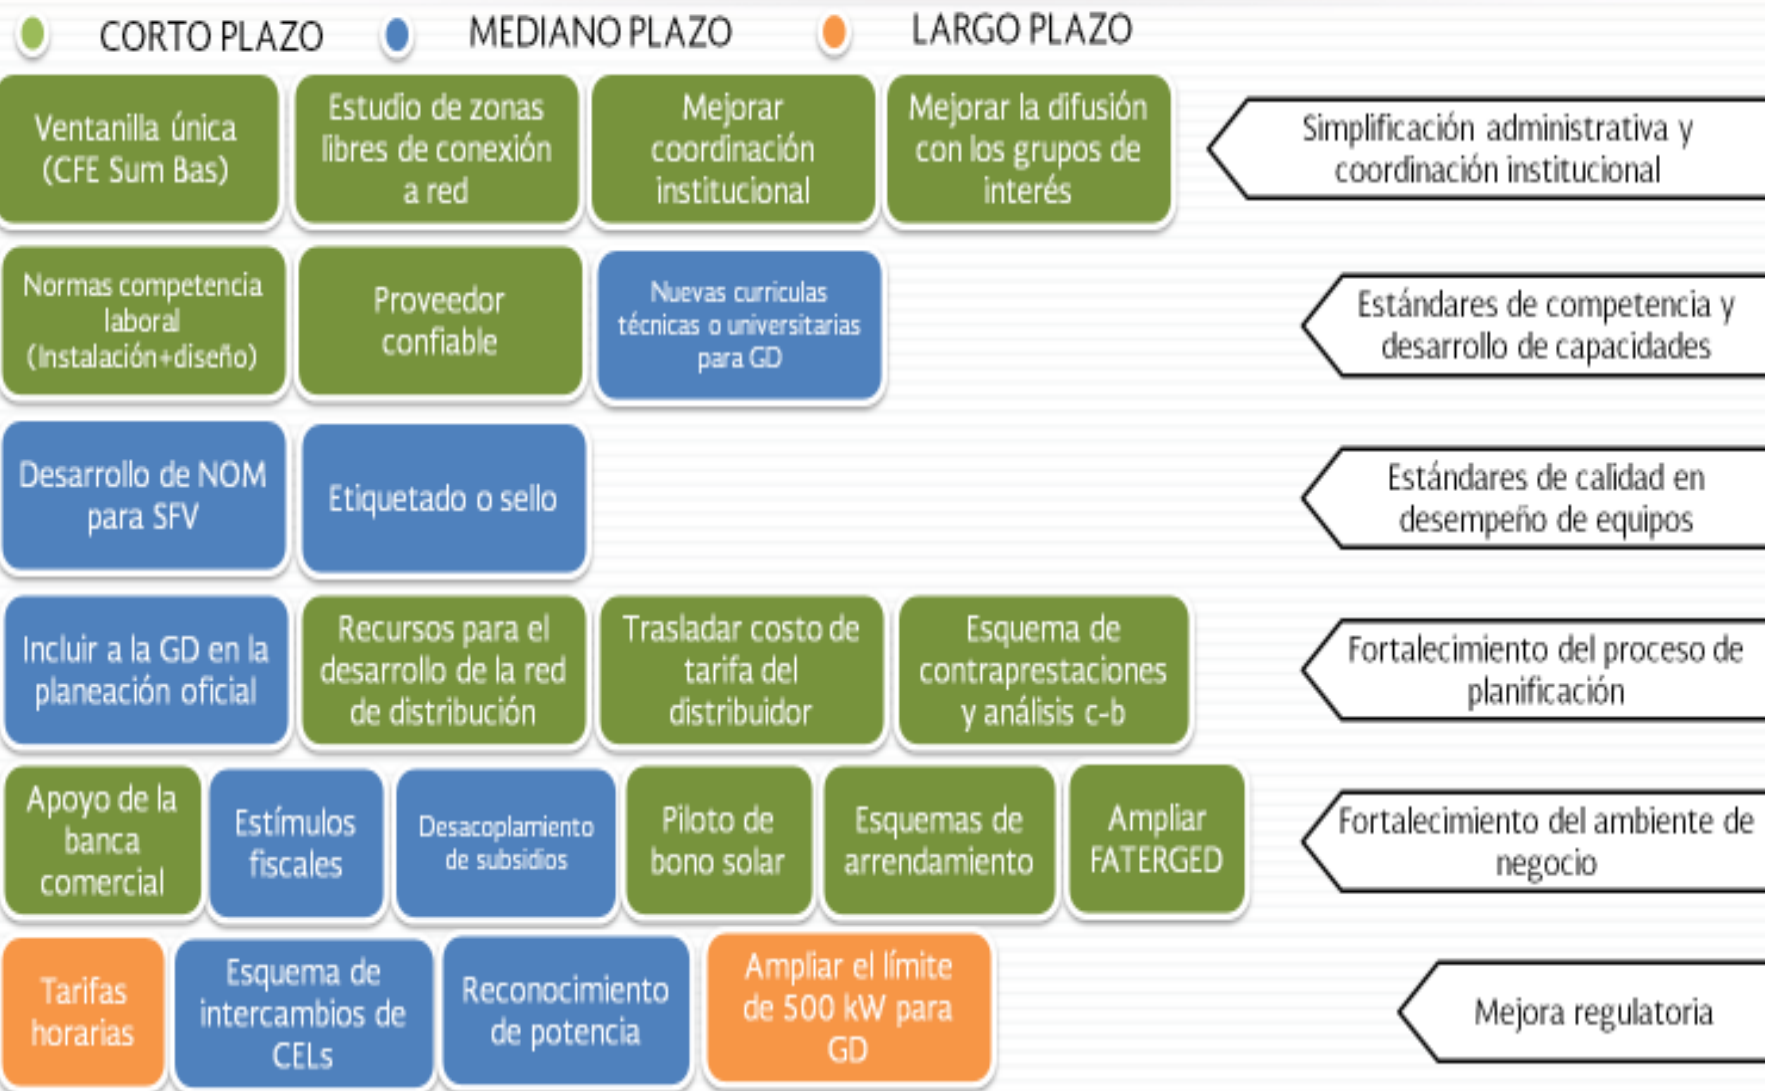 CORTO PLAZO
MEDIANO PLAZO
LARGO PLAZO
Ventanilla única
(CFE Sum Bas)
Estudio de zonas
libres de conexión
a red
Mejorar
coordinación
institucional
Mejorar la difusión
con los grupos de
interés
Simplificación administrativa y
coordinación institucional
Normas competencia
laboral
(Instalación+diseño)
Proveedor
confiable
Nuevas curriculas
técnicas o universitarias
para GD
Estándares de competencia y
desarrollo de capacidades
Desarrollo de NOM
para SFV
Etiquetado o sello
Estándares de calidad en
desempeño de equipos
Incluir a la GD en la
planeación oficial
Recursos para el
desarrollo de la red
de distribución
Trasladar costo de
tarifa del
distribuidor
Esquema de
contraprestaciones
y análisis c-b
Fortalecimiento del proceso de
planificación
Apoyo de la
banca
comercial
Estímulos
fiscales
Desacoplamiento
de subsidios
Piloto de
bono solar
Esquemas de
arrendamiento
Ampliar
FATERGED
Fortalecimiento del ambiente de
negocio
Tarifas
horarias
Esquema de
intercambios de
CELs
Reconocimiento
de potencia
Ampliar el límite
de 500 kW para
GD
Mejora regulatoria